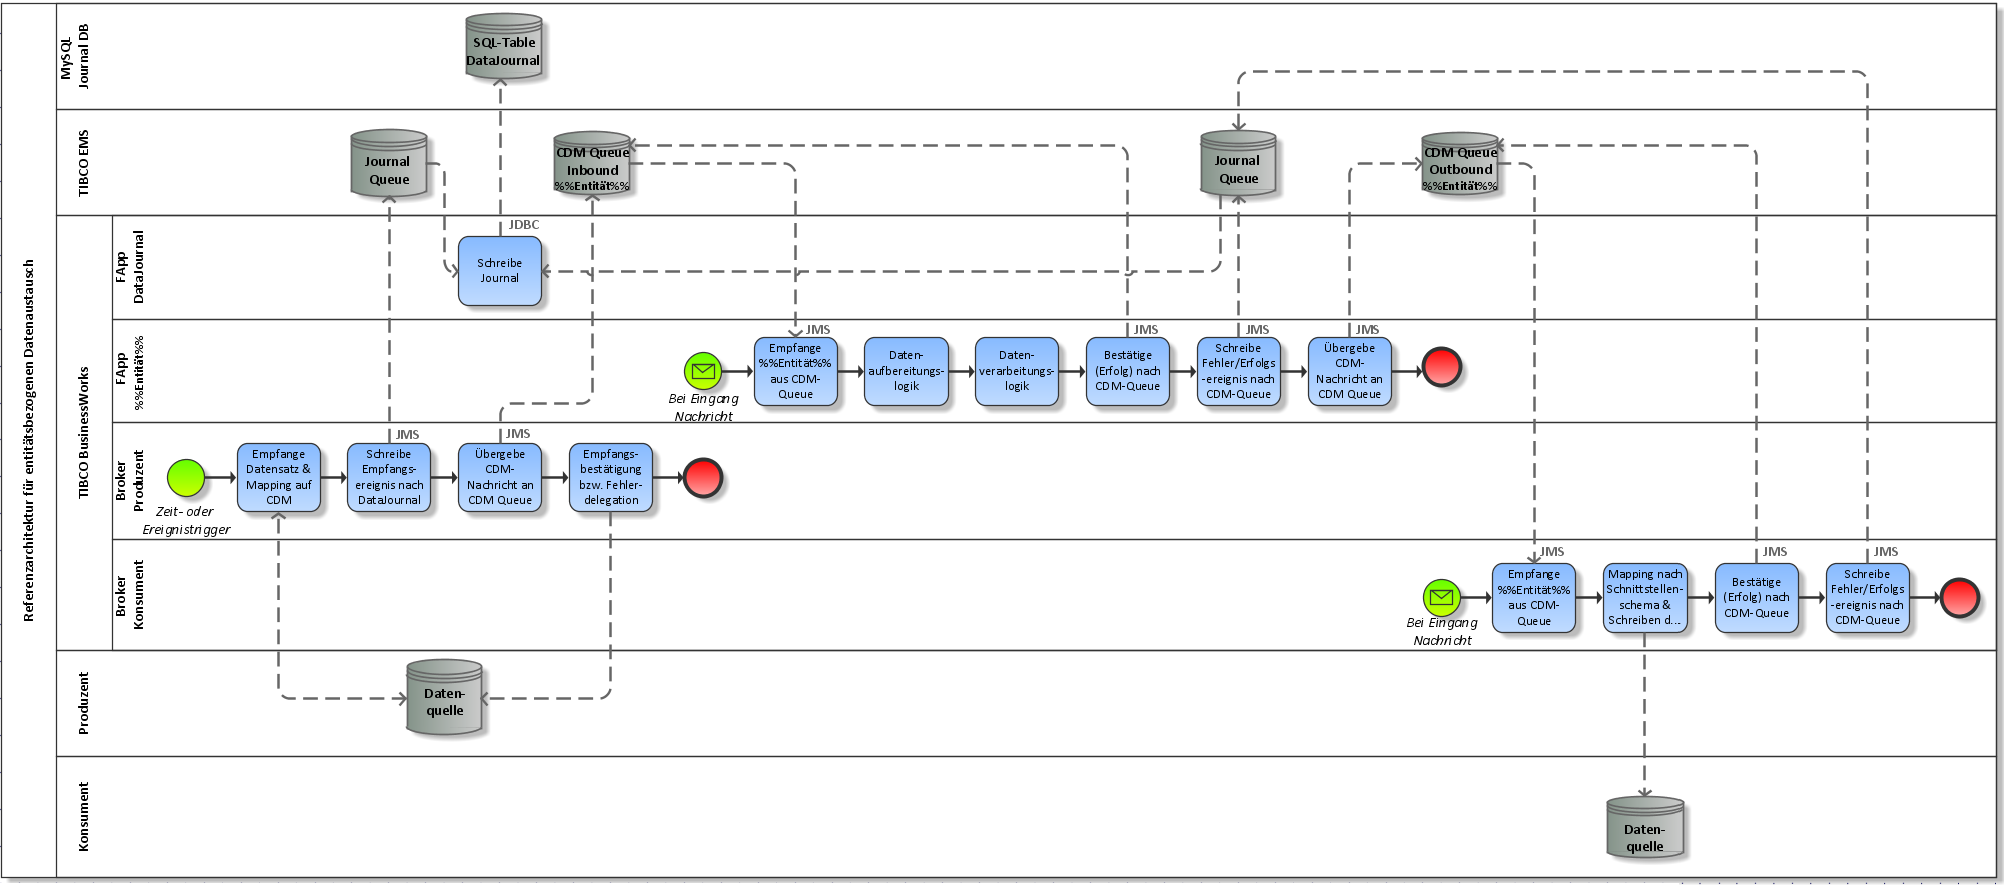 Referenzarchitektur für entitätsbezogenen Datenaustausch
MySQL
Journal DB
SQL-Table
DataJournal
TIBCO EMS
Journal
Queue
CDM Queue
Inbound
%%Entität%%
Journal
Queue
CDM Queue
Outbound
%%Entität%%
TIBCO BusinessWorks
FApp
DataJournal
JDBC
Schreibe
Journal
FApp
%%Entität%%
Bei Eingang
Nachricht
JMS
Empfange
%%Entität%%
aus CDM-
Queue
Daten-
aufbereitungs-
logik
Daten-
verarbeitungs-
logik
JMS
Bestätige
(Erfolg) nach
CDM-Queue
JMS
Schreibe
Fehler/Erfolgs
-ereignis nach
CDM-Queue
JMS
Übergebe
CDM-
Nachricht an
CDM Queue
Broker
Produzent
Zeit- oder
Ereignistrigger
Empfange
Datensatz &
Mapping auf
CDM
JMS
Schreibe
Empfangs-
ereignis nach
DataJournal
JMS
Übergebe
CDM-
Nachricht an
CDM Queue
Empfangs-
bestätigung
bzw. Fehler-
delegation
Broker
Konsument
Bei Eingang
Nachricht
JMS
Empfange
%%Entität%%
aus CDM-
Queue
Mapping nach
Schnittstellen-
schema &
Schreiben d...
JMS
Bestätige
(Erfolg) nach
CDM-Queue
JMS
Schreibe
Fehler/Erfolgs
-ereignis nach
CDM-Queue
Produzent
Daten-
quelle
Konsument
Daten-
quelle